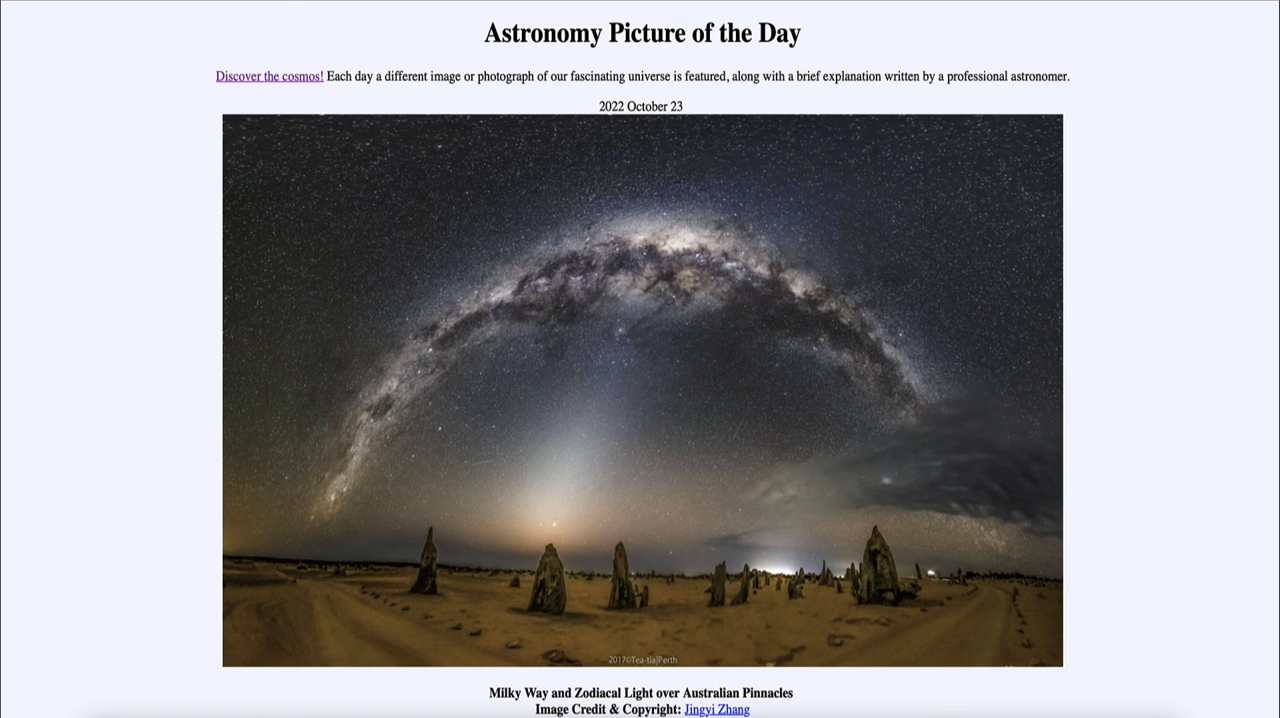 Astronomy Picture of the Day
Discover the cosmos! Each day a different image or photograph of our fascinating universe is featured, along with a brief explanation written by a professional astronomer.
2022 October 23
2017©Tea-tia|Perth
Milky Way and Zodiacal Light over Australian Pinnacles
Image Credit & Copyright: Jingyi Zhang